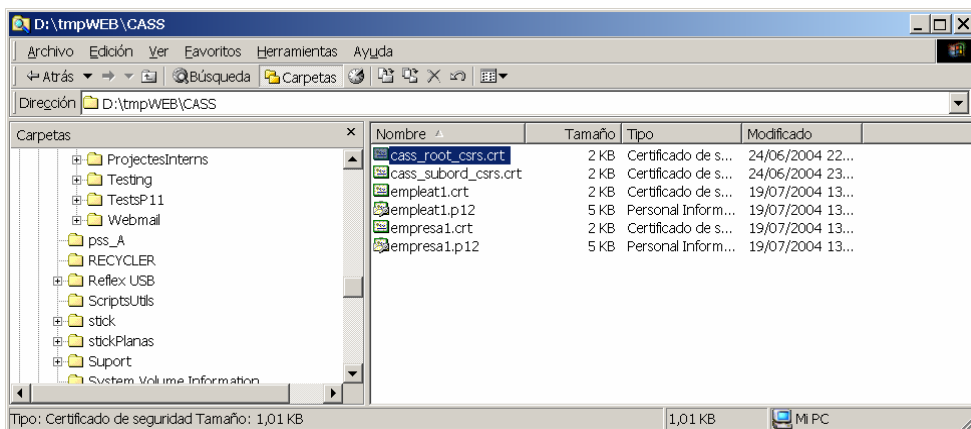 D:\tmpWEB\CASS
Archivo Edición Ver Favoritos Herramientas Ayuda
Atrás Búsqueda Carpetas
Dirección D:\tmpWEB\CASS
Carpetas
ProjectesInterns
Testing
TestsP11
Webmail
pss_A
RECYCLER
Reflex USB
ScriptsUtils
stick
stickPlanas
Suport
System Volume Information
Nombre Tamaño Tipo Modificado
cass_root_csrs.crt 2 KB Certificado de s... 24/06/2004 22...
cass_subord_csrs.crt 2 KB Certificado de s... 24/06/2004 23...
empleat1.crt 2 KB Certificado de s... 19/07/2004 13...
empleat1.p12 5 KB Personal Inform... 19/07/2004 13...
empresa1.crt 2 KB Certificado de s... 19/07/2004 13...
empresa1.p12 5 KB Personal Inform... 19/07/2004 13...
Tipo: Certificado de seguridad Tamaño: 1,01 KB 1,01 KB Mi PC